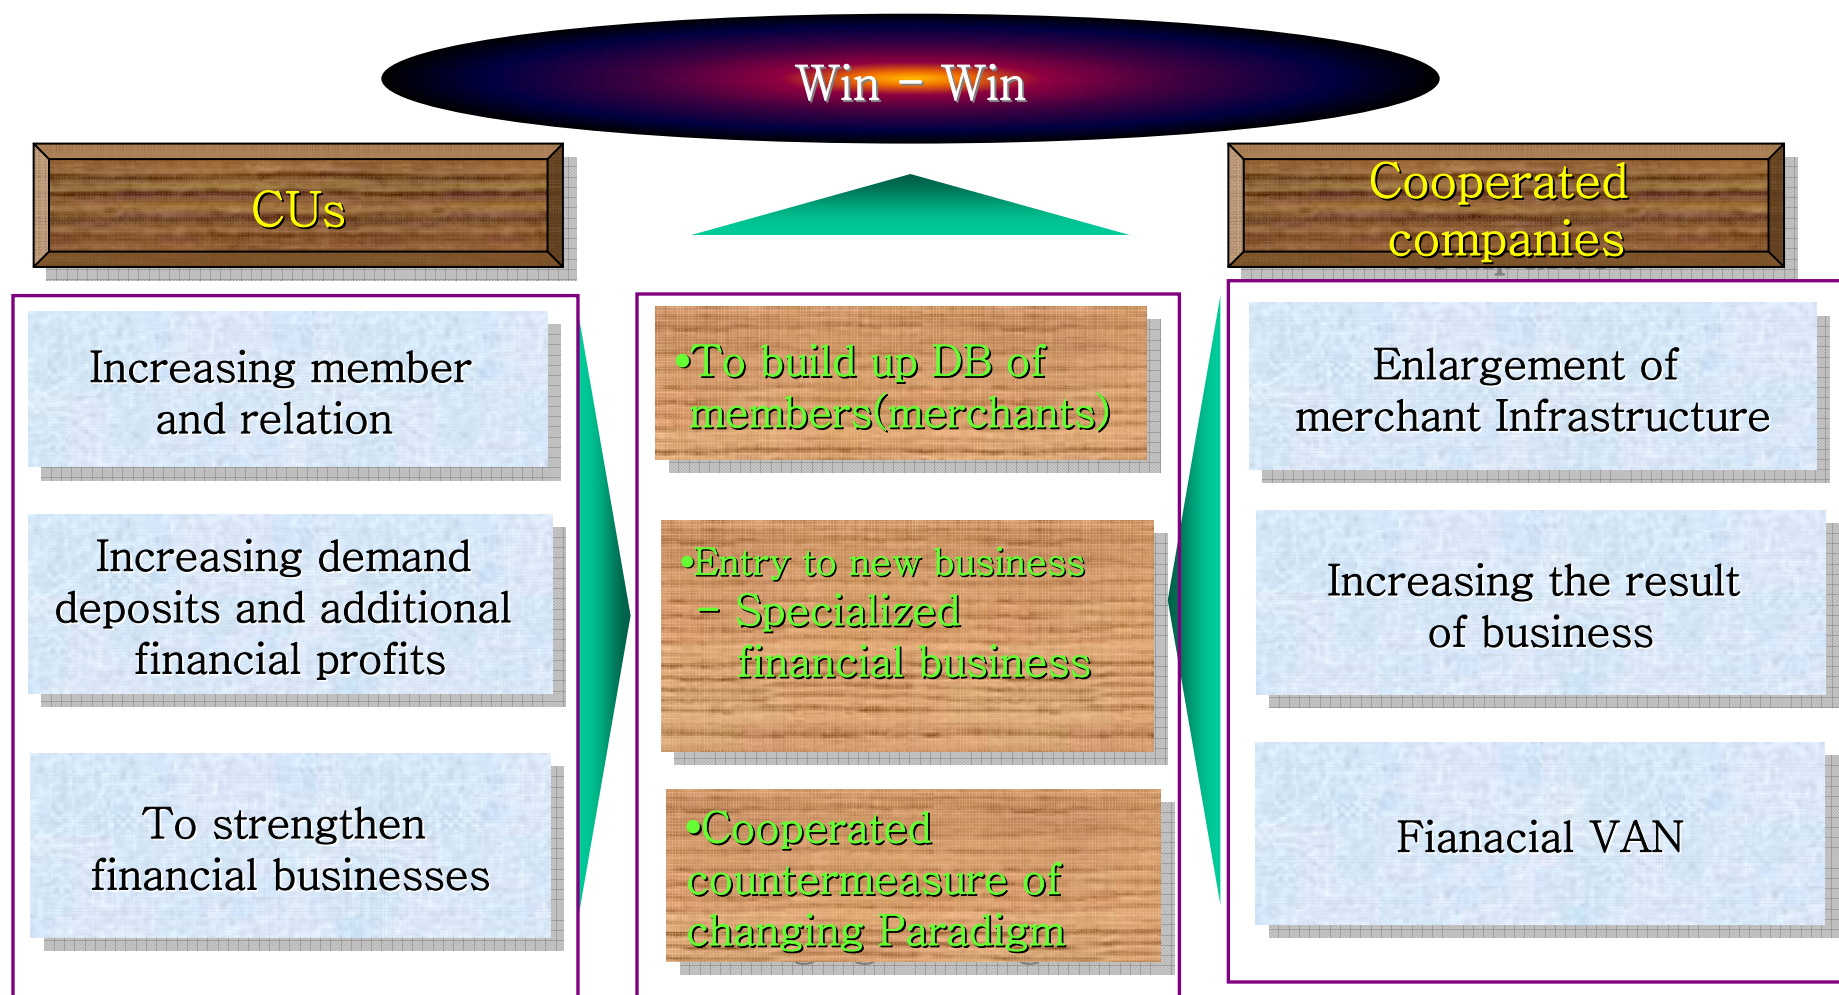 Win - Win
CUs
Increasing member
and relation
Increasing demand
deposits and additional
financial profits
To strengthen
financial businesses
•To build up DB of
members(merchants)
•Entry to new business
- Specialized
financial business
•Cooperated
countermeasure of
changing Paradigm
Cooperated
companies
Enlargement of
merchant Infrastructure
Increasing the result
of business
Fianacial VAN